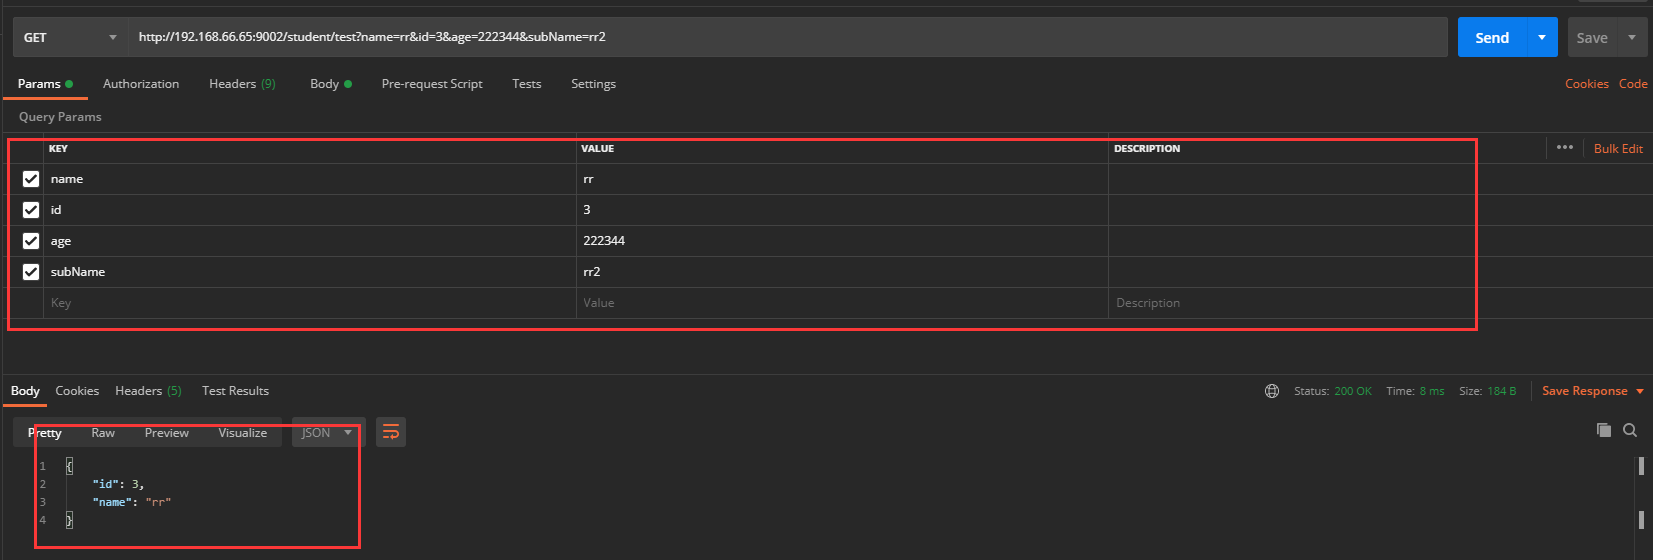 GET http://192.168.66.65:9002/student/test?name=rr&id=3&age=222344&subName=rr2 Send Save
Params Authorization Headers (9) Body Pre-request Script Tests Settings Cookies Code
Query Params
KEY VALUE DESCRIPTION ••• Bulk Edit
name rr
id 3
age 222344
subName rr2
Key Value Description
Body Cookies Headers (5) Test Results Status: 200 OK Time: 8 ms Size: 184 B Save Response
Pretty Raw Preview Visualize JSON
1 {
2 "id": 3,
3 "name": "rr"
4 }